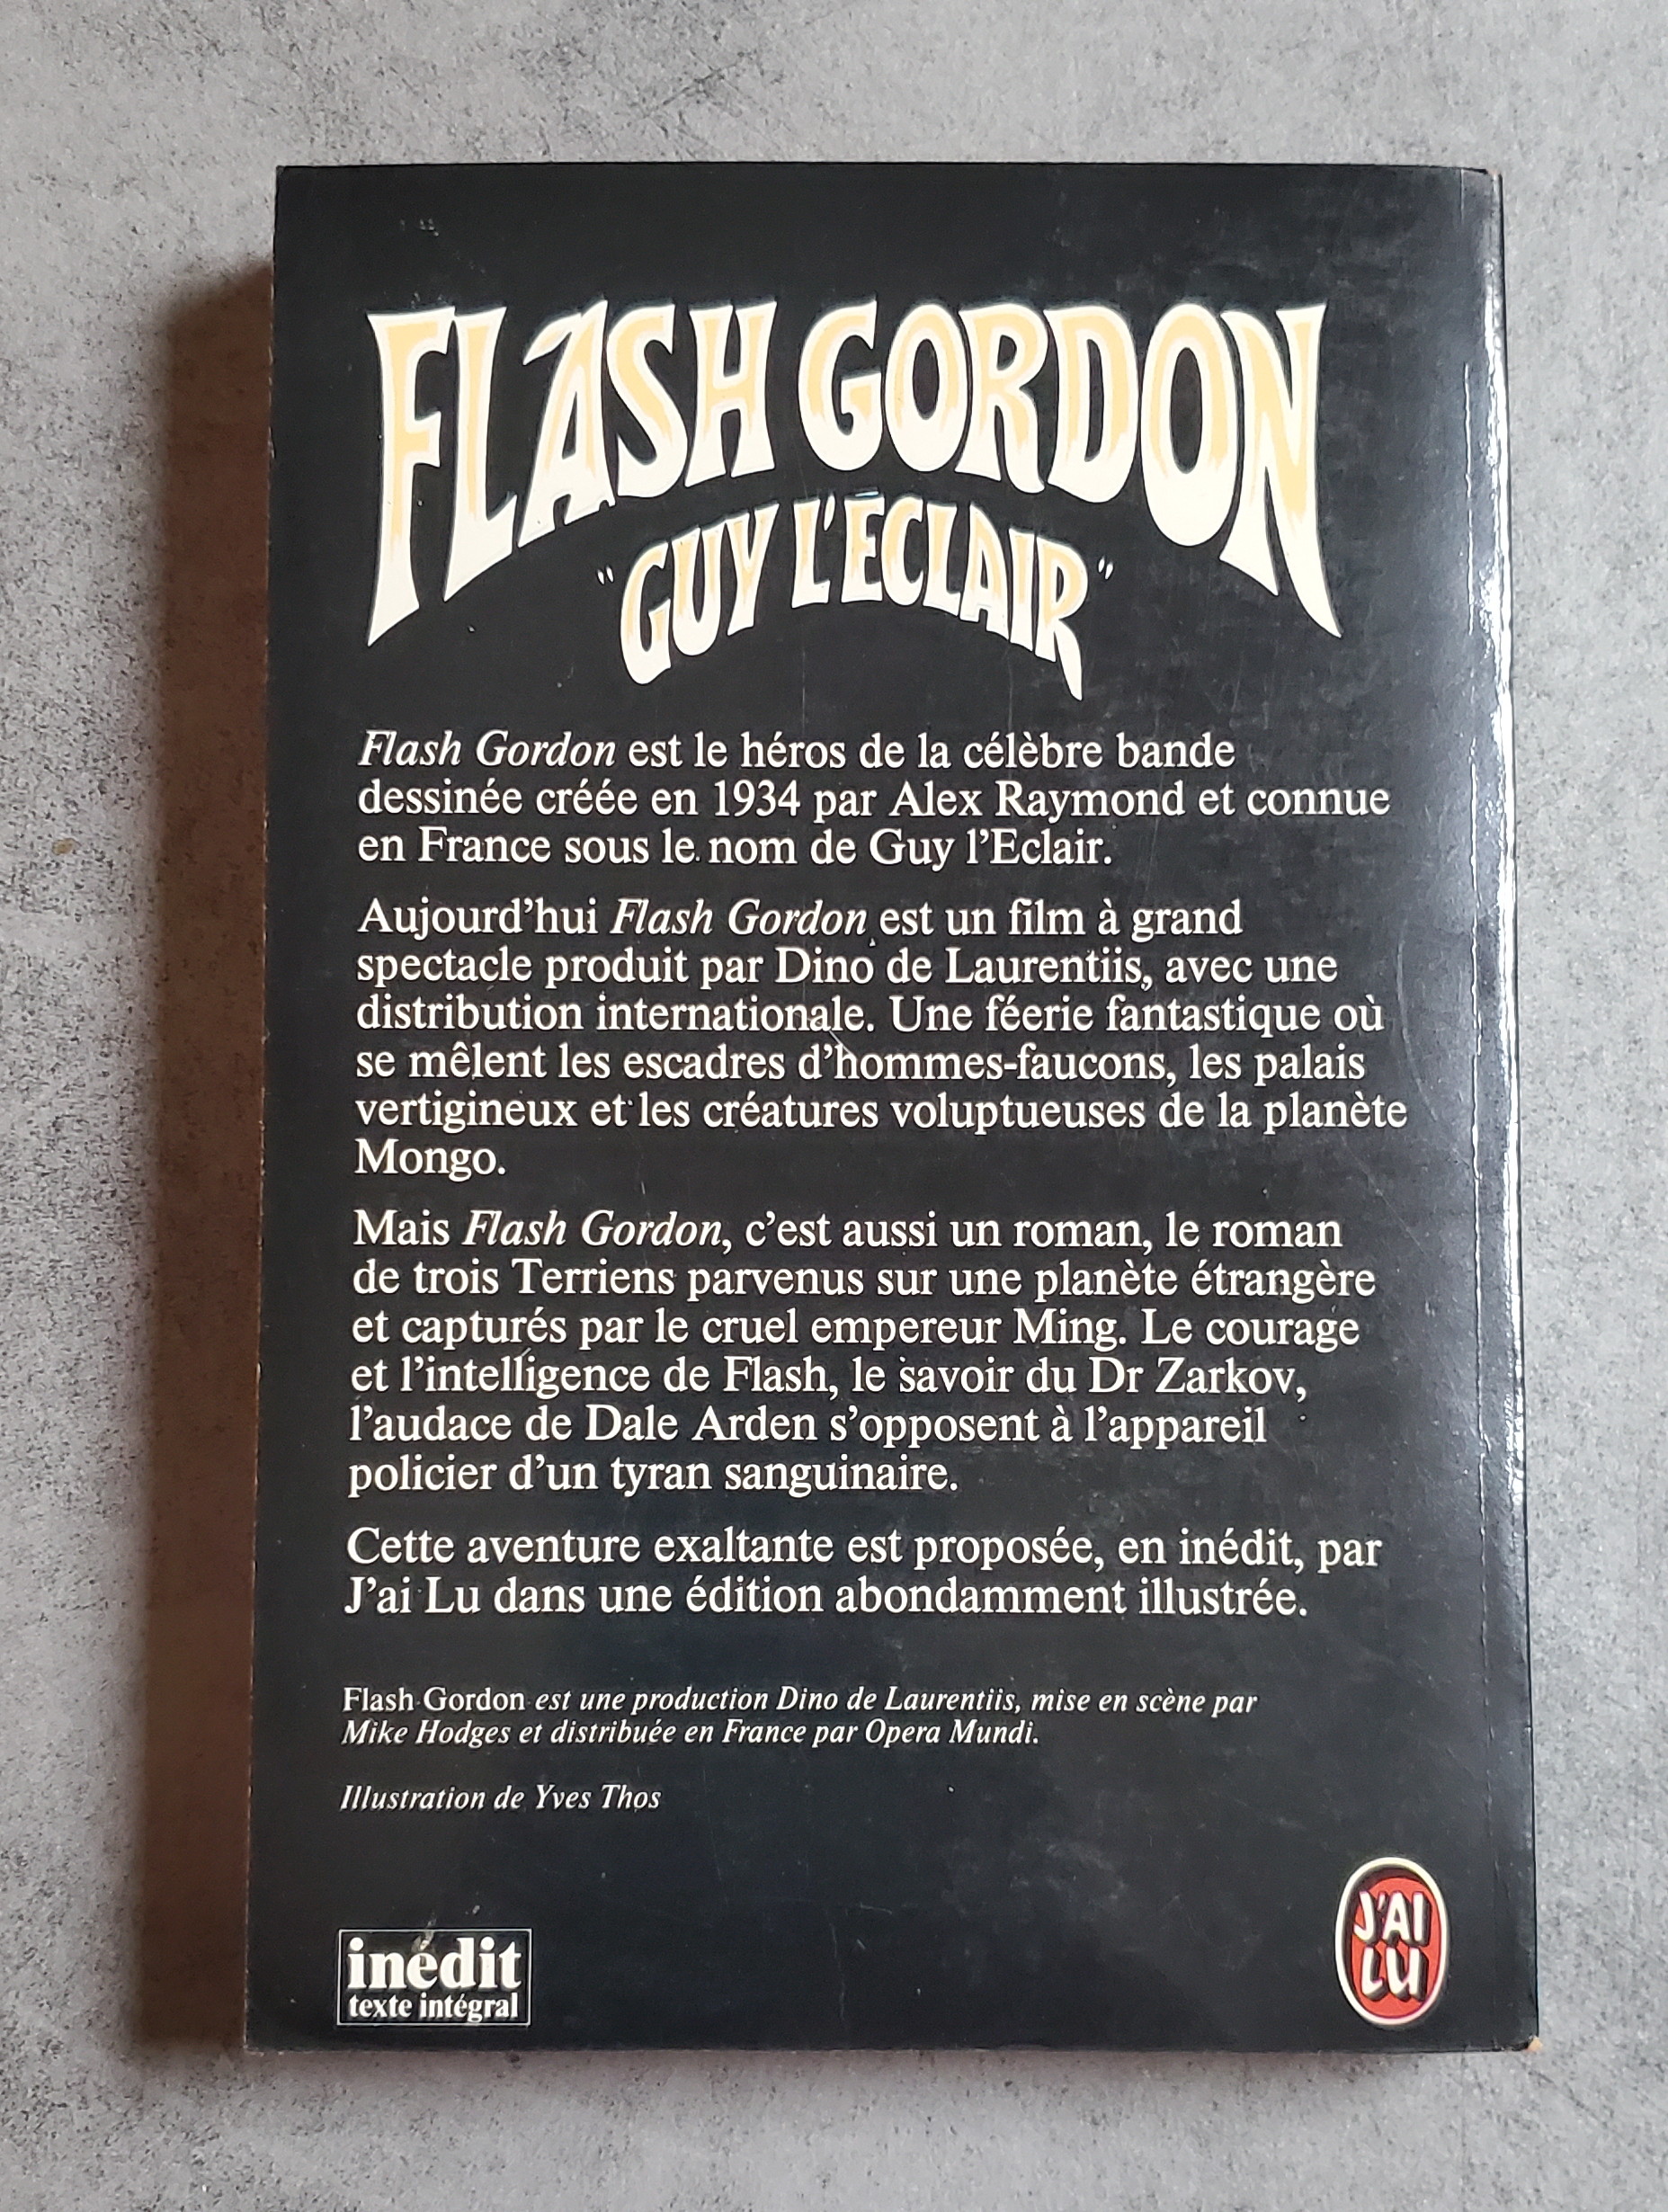 FLASH GORDON
"GUY L'ÉCLAIR"
Flash Gordon est le héros de la célèbre bande
dessinée créée en 1934 par Alex Raymond et connue
en France sous le nom de Guy l'Eclair.
Aujourd'hui Flash Gordon est un film à grand
spectacle produit par Dino de Laurentiis, avec une
distribution internationale. Une féerie fantastique où
se mêlent les escadres d'hommes-faucons, les palais
vertigineux et les créatures voluptueuses de la planète
Mongo.
Mais Flash Gordon, c'est aussi un roman, le roman
de trois Terriens parvenus sur une planète étrangère
et capturés par le cruel empereur Ming. Le courage
et l'intelligence de Flash, le savoir du Dr Zarkov,
l'audace de Dale Arden s'opposent à l'appareil
policier d'un tyran sanguinaire.
Cette aventure exaltante est proposée, en inédit, par
J'ai Lu dans une édition abondamment illustrée.
Flash Gordon est une production Dino de Laurentiis, mise en scène par
Mike Hodges et distribuée en France par Opera Mundi.
Illustration de Yves Thos
inédit
texte intégral
J'AI
LU